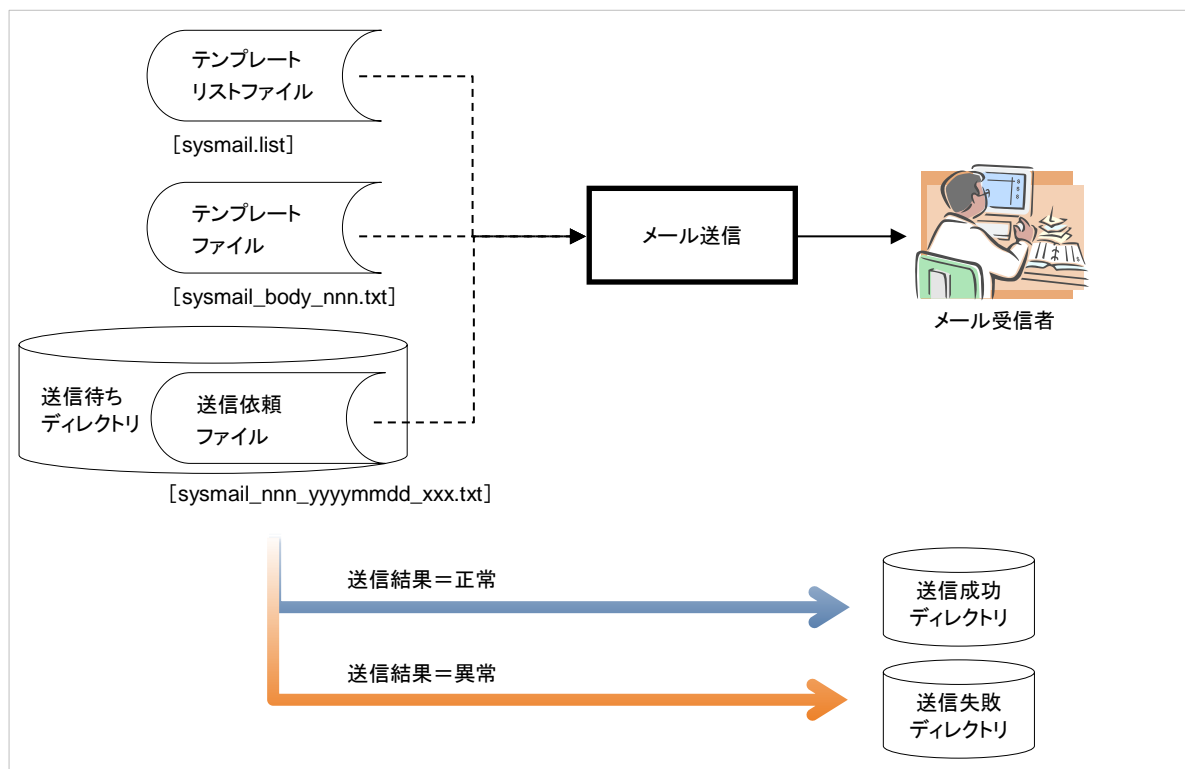 テンプレート
リストファイル
［sysmail.list］
テンプレート
ファイル
［sysmail_body_nnn.txt］
メール送信
メール受信者
送信待ち
ディレクトリ
送信依頼
ファイル
［sysmail_nnn_yyyymmdd_xxx.txt］
送信結果＝正常
送信成功
ディレクトリ
送信結果＝異常
送信失敗
ディレクトリ